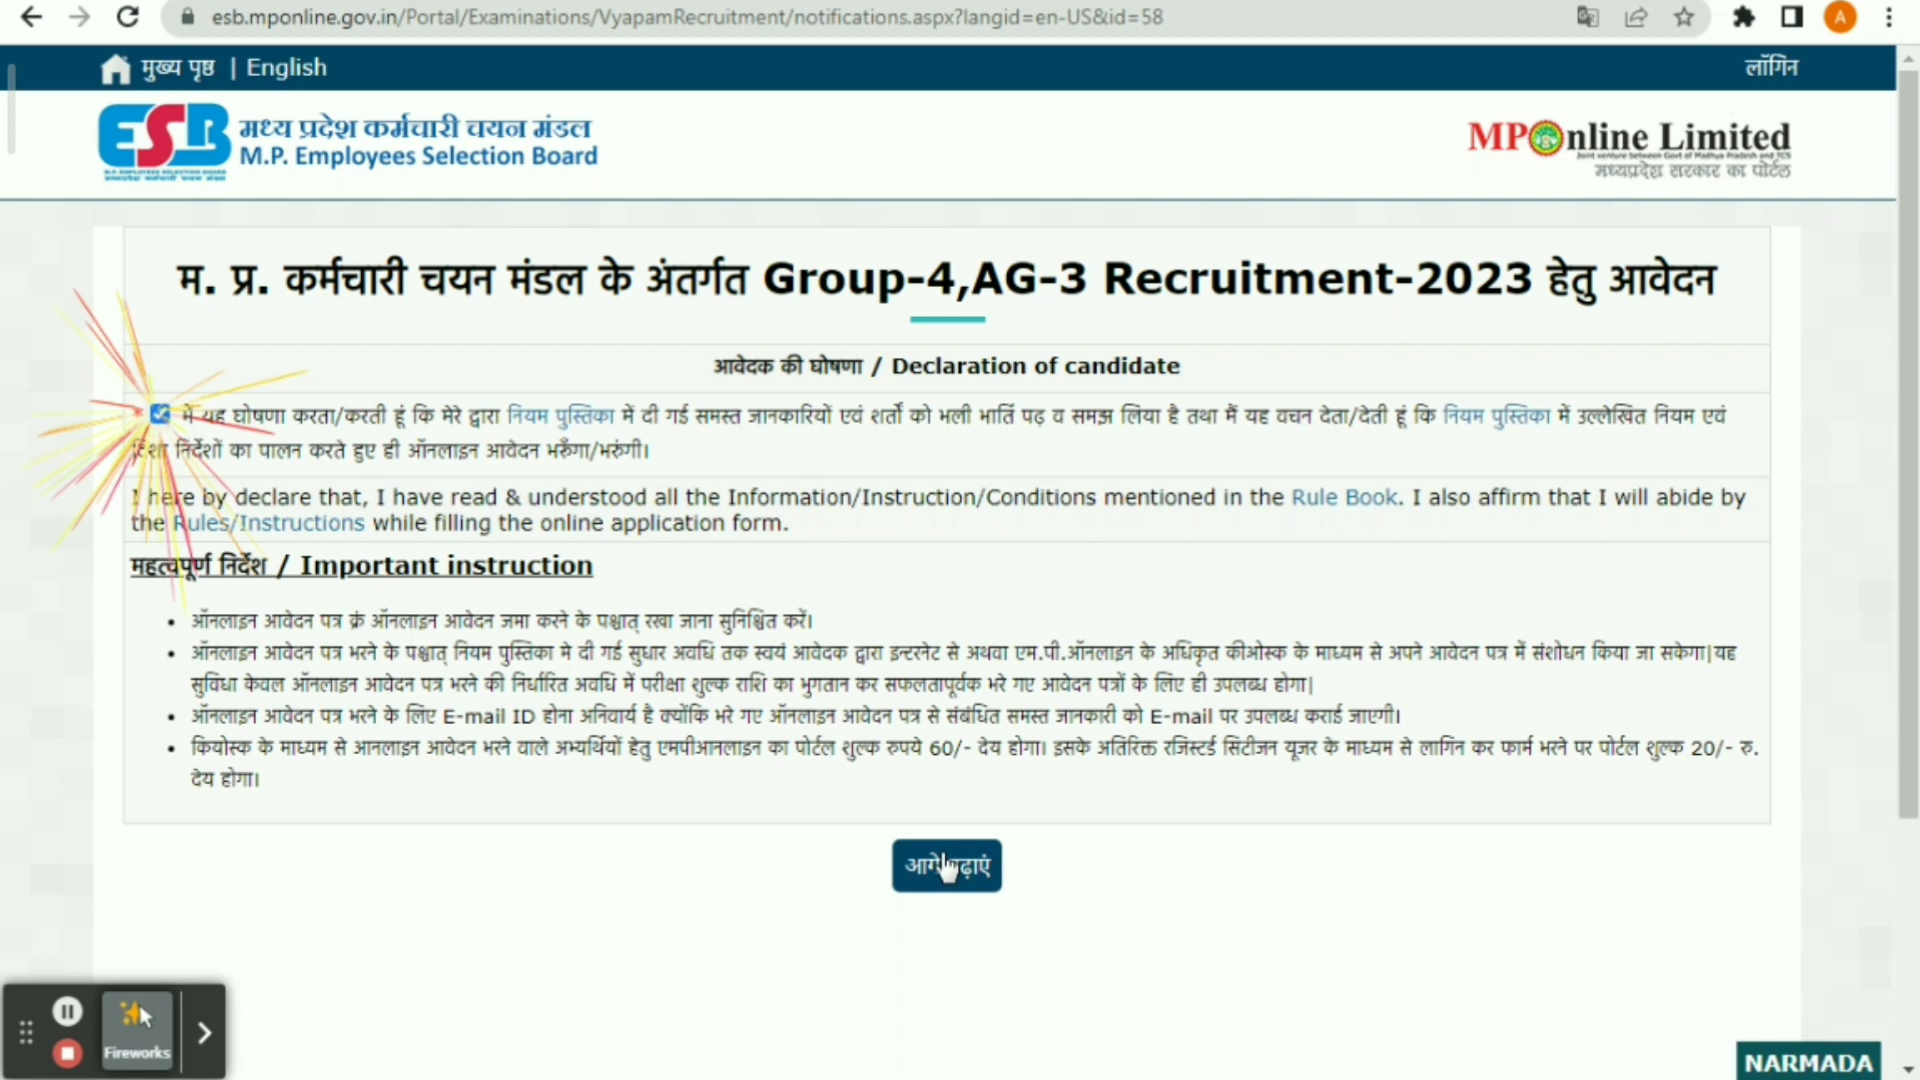 esb.mponline.gov.in/Portal/Examinations/VyapamRecruitment/notifications.aspx?langid=en-US&id=58
A
मुख्य पृष्ठ | English
लॉगिन
ESB
मध्य प्रदेश कर्मचारी चयन मंडल
M.P. Employees Selection Board
MPOnline Limited
Joint venture between Govt of Madhya Pradesh and TCS
मध्यप्रदेश सरकार का पोर्टल
म. प्र. कर्मचारी चयन मंडल के अंतर्गत Group-4,AG-3 Recruitment-2023 हेतु आवेदन
आवेदक की घोषणा / Declaration of candidate
में यह घोषणा करता/करती हूं कि मेरे द्वारा नियम पुस्तिका में दी गई समस्त जानकारियों एवं शर्तों को भली भातिं पढ़ व समझ लिया है तथा मैं यह वचन देता/देती हूं कि नियम पुस्तिका में उल्लेखित नियम एवं
दिशा निर्देशों का पालन करते हुए ही ऑनलाइन आवेदन भरूँगा/भरुंगी।
I here by declare that, I have read & understood all the Information/Instruction/Conditions mentioned in the Rule Book. I also affirm that I will abide by
the Rules/Instructions while filling the online application form.
महत्वपूर्ण निर्देश / Important instruction
• ऑनलाइन आवेदन पत्र क्रं ऑनलाइन आवेदन जमा करने के पश्चात् रखा जाना सुनिश्चित करें।
• ऑनलाइन आवेदन पत्र भरने के पश्चात् नियम पुस्तिका मे दी गई सुधार अवधि तक स्वयं आवेदक द्वारा इन्टरनेट से अथवा एम.पी.ऑनलाइन के अधिकृत कीओस्क के माध्यम से अपने आवेदन पत्र में संशोधन किया जा सकेगा|यह
सुविधा केवल ऑनलाइन आवेदन पत्र भरने की निर्धारित अवधि में परीक्षा शुल्क राशि का भुगतान कर सफलतापूर्वक भरे गए आवेदन पत्रों के लिए ही उपलब्ध होगा|
• ऑनलाइन आवेदन पत्र भरने के लिए E-mail ID होना अनिवार्य है क्योंकि भरे गए ऑनलाइन आवेदन पत्र से संबंधित समस्त जानकारी को E-mail पर उपलब्ध कराई जाएगी।
• कियोस्क के माध्यम से आनलाइन आवेदन भरने वाले अभ्यर्थियों हेतु एमपीआनलाइन का पोर्टल शुल्क रुपये 60/- देय होगा। इसके अतिरिक्त रजिस्टर्ड सिटीजन यूजर के माध्यम से लागिन कर फार्म भरने पर पोर्टल शुल्क 20/- रु.
देय होगा।
आगे बढ़ाएं
Fireworks
NARMADA